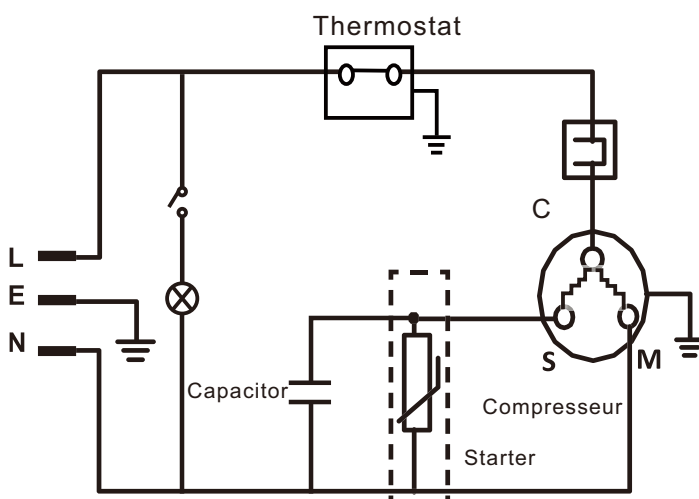 Thermostat
C
L
E
N
S
M
Capacitor
Compresseur
Starter